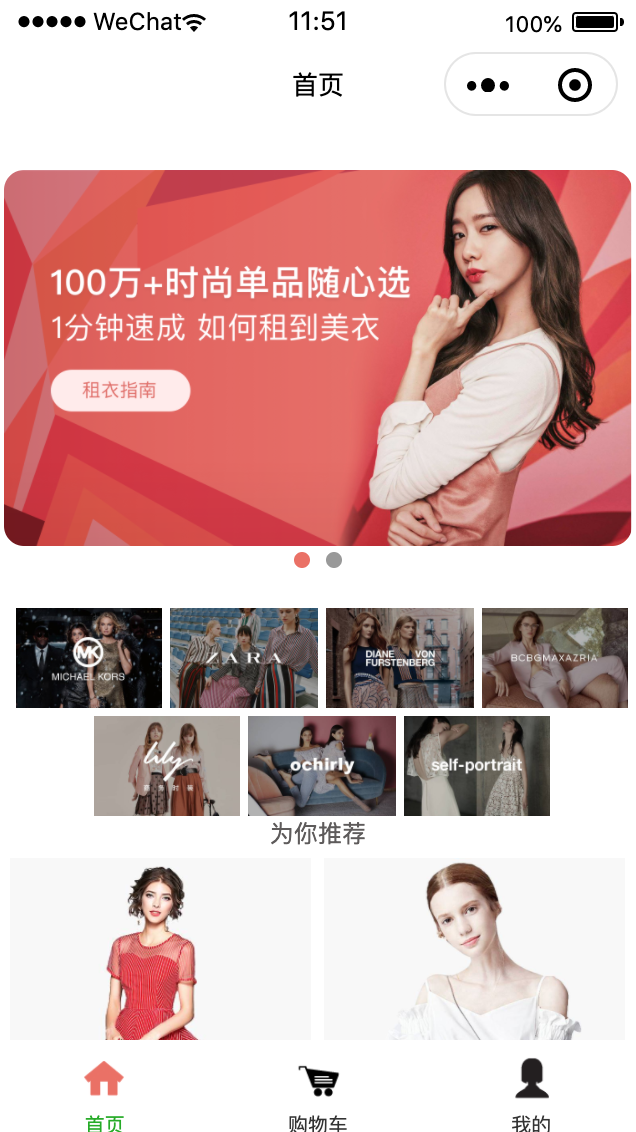 WeChat 11:51 100%
首页
100万+时尚单品随心选
1分钟速成 如何租到美衣
租衣指南
MK
MICHAEL KORS
ZARA
DIANE VON
FURSTENBERG
BCBGMAXAZRIA
lily
ochirly
self-portrait
为你推荐
首页 购物车 我的